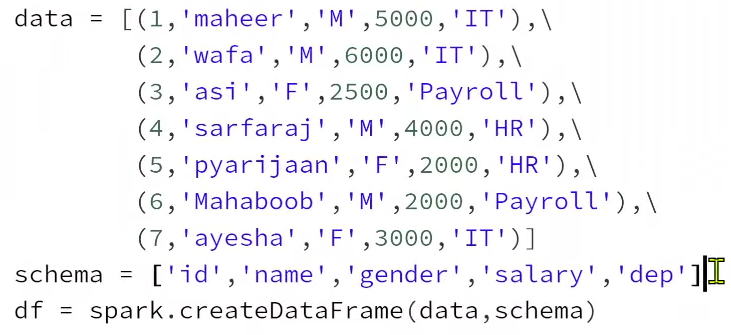 data = [(1,'maheer','M',5000,'IT'),\
(2,'wafa','M',6000,'IT'),\
(3,'asi','F',2500,'Payroll'),\
(4,'sarfaraj','M',4000,'HR'),\
(5,'pyarijaan','F',2000,'HR'),\
(6,'Mahaboob','M',2000,'Payroll'),\
(7,'ayesha','F',3000,'IT')]
schema = ['id','name','gender','salary','dep']
df = spark.createDataFrame(data,schema)